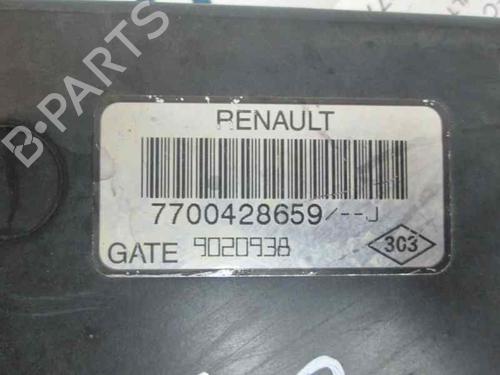 RENAULT
7700428659/--J
GATE 9020938 303
B-PARTS